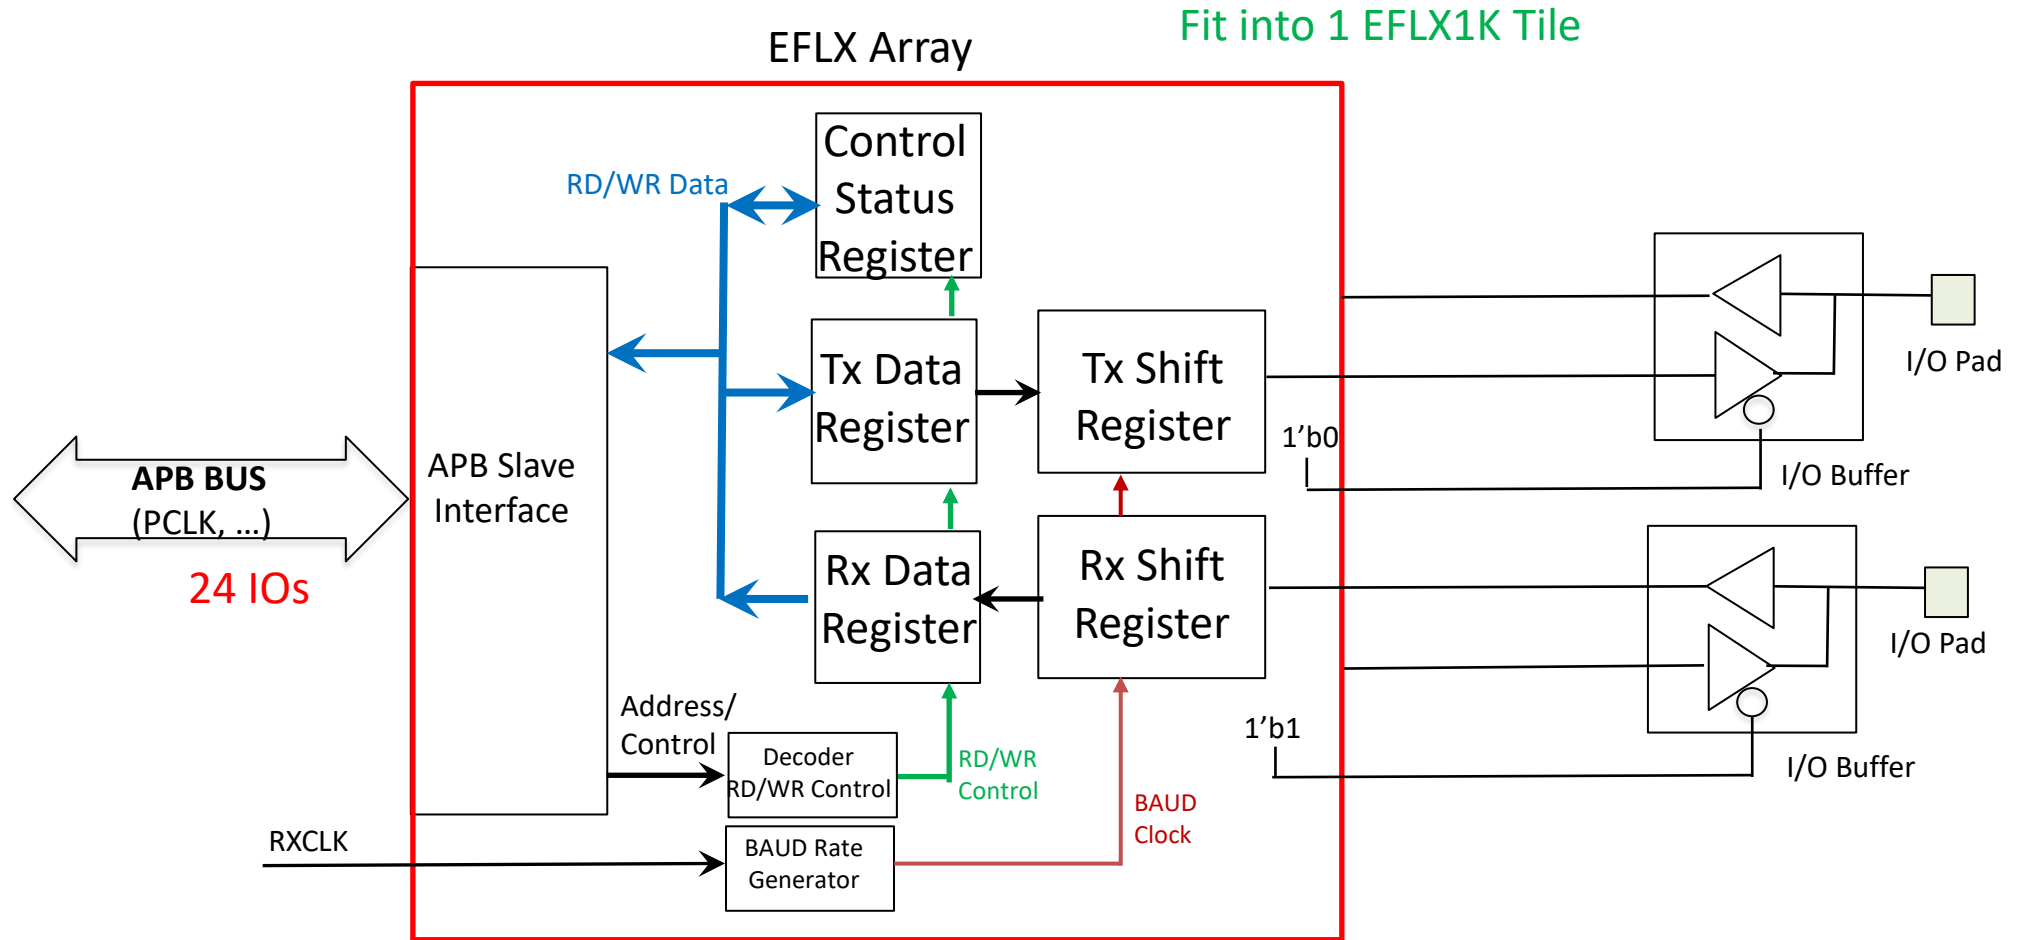 Fit into 1 EFLX1K Tile
EFLX Array
Control
Status
Register
RD/WR Data
Tx Data
Register
Tx Shift
Register
I/O Pad
1’b0
I/O Buffer
APB BUS
(PCLK, ...)
24 IOs
APB Slave
Interface
Rx Data
Register
Rx Shift
Register
I/O Pad
Address/
Control
Decoder
RD/WR Control
RD/WR
Control
1’b1
I/O Buffer
BAUD
Clock
RXCLK
BAUD Rate
Generator